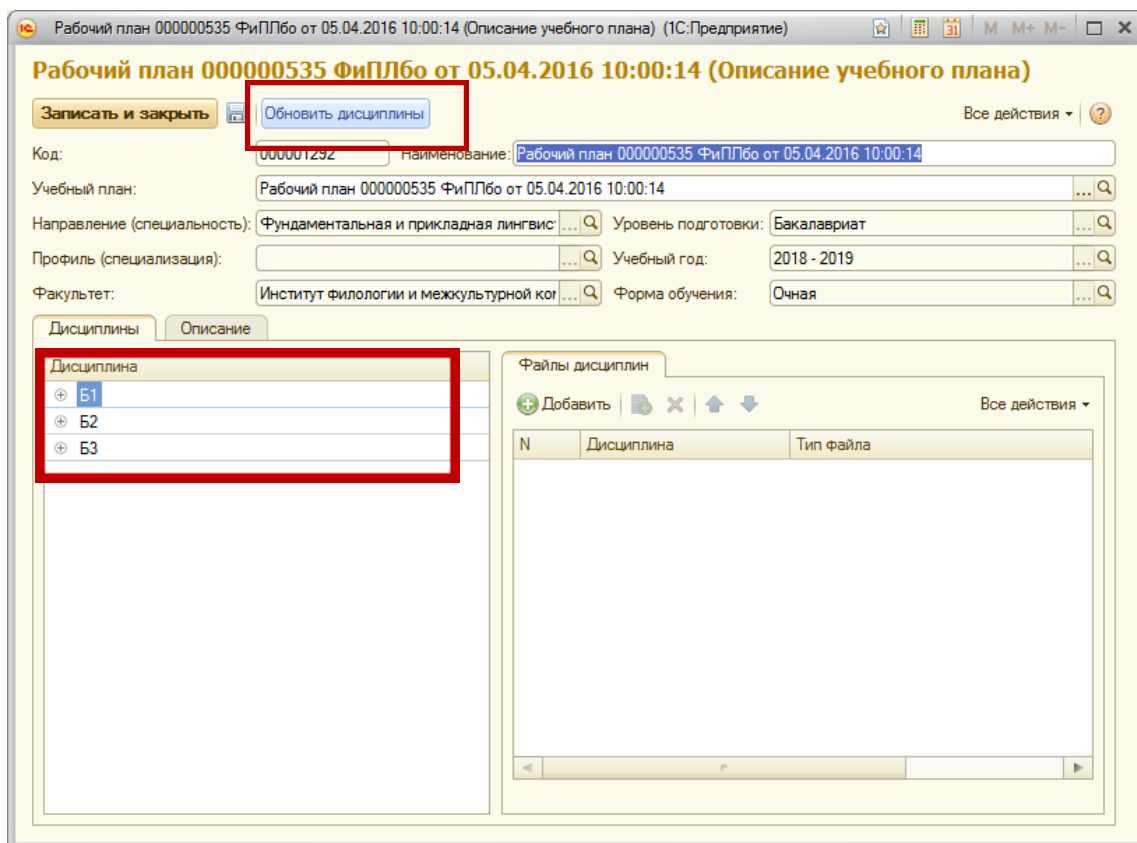 Рабочий план 000000535 ФиПЛбо от 05.04.2016 10:00:14 (Описание учебного плана) (1С:Предприятие) 31 M M+ M-
Рабочий план 000000535 ФиПЛбо от 05.04.2016 10:00:14 (Описание учебного плана)
Записать и закрыть Обновить дисциплины Все действия ?
Код: 000001292 Наименование: Рабочий план 000000535 ФиПЛбо от 05.04.2016 10:00:14
Учебный план: Рабочий план 000000535 ФиПЛбо от 05.04.2016 10:00:14 ...
Направление (специальность): Фундаментальная и прикладная лингвис ... Уровень подготовки: Бакалавриат ...
Профиль (специализация): ... Учебный год: 2018 - 2019 ...
Факультет: Институт филологии и межкультурной ко ... Форма обучения: Очная ...
Дисциплины Описание
Дисциплина
Б1
Б2
Б3
Файлы дисциплин
Добавить Все действия
N Дисциплина Тип файла